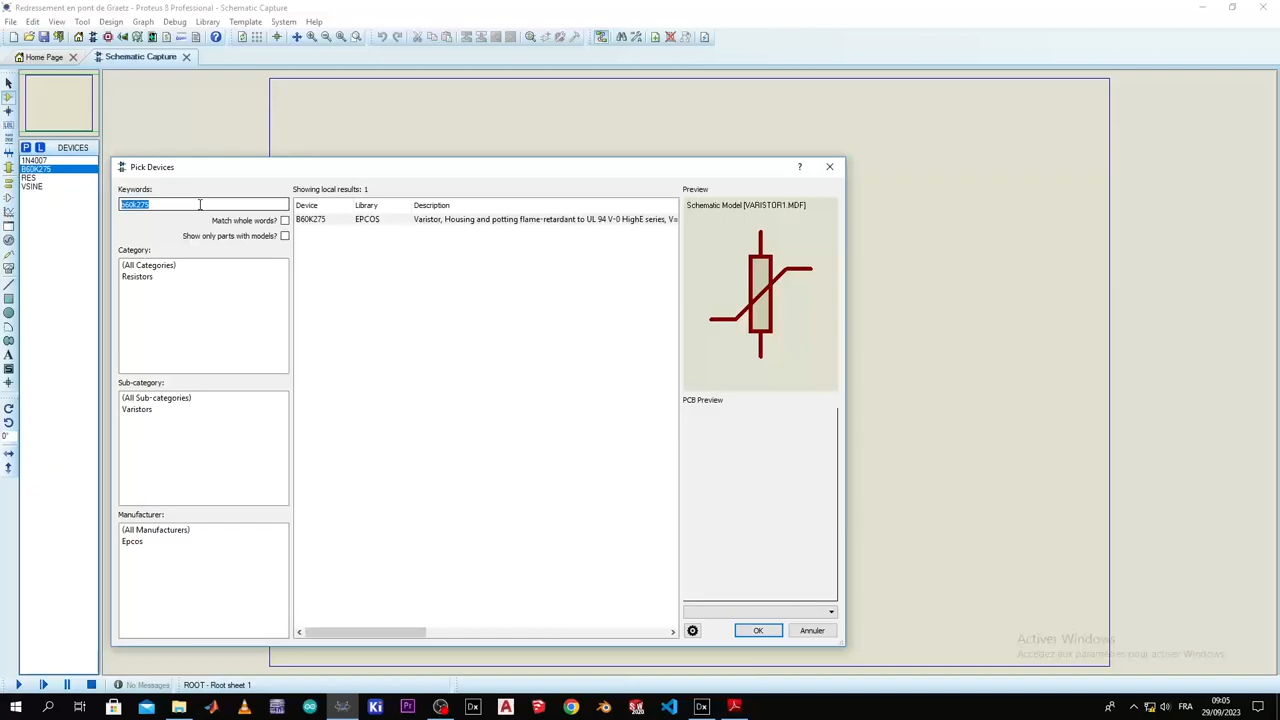 Redressement en pont de Graetz - Proteus 8 Professional - Schematic Capture
File Edit View Tool Design Graph Debug Library Template System Help
Home Page
Schematic Capture
P L DEVICES
1N4007
B60K275
RES
VSINE
0°
Pick Devices
?
Keywords:
b60k275
Match whole words?
Show only parts with models?
Category:
(All Categories)
Resistors
Sub-category:
(All Sub-categories)
Varistors
Manufacturer:
(All Manufacturers)
Epcos
Showing local results: 1
Device Library Description
B60K275 EPCOS Varistor, Housing and potting flame-retardant to UL 94 V-0 HighE series, V=
Preview
Schematic Model [VARISTOR1.MDF]
PCB Preview
OK
Annuler
Activer Windows
Accédez aux paramètres pour activer Windows.
No Messages
ROOT - Root sheet 1
FR
09:05
29/09/2023